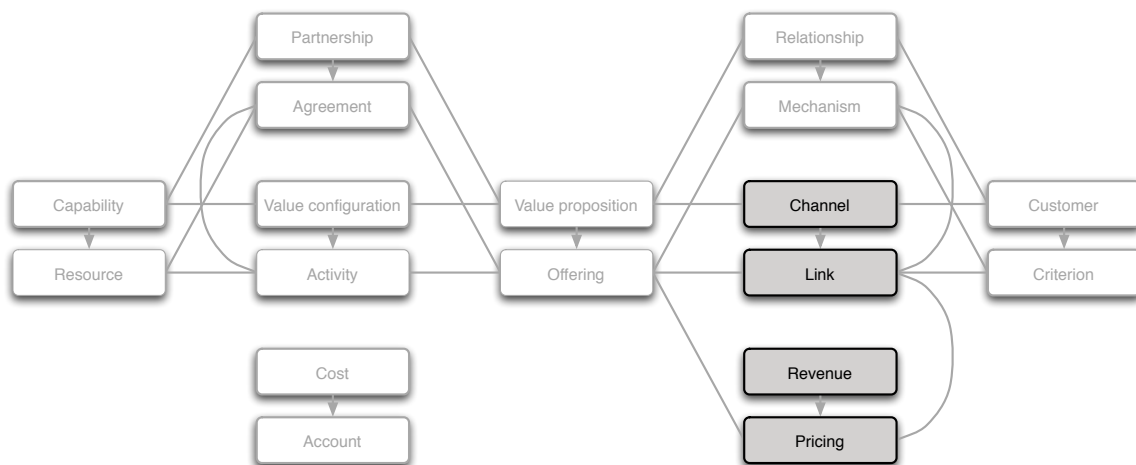 Partnership
Relationship
Agreement
Mechanism
Capability
Value configuration
Value proposition
Channel
Customer
Resource
Activity
Offering
Link
Criterion
Cost
Revenue
Account
Pricing